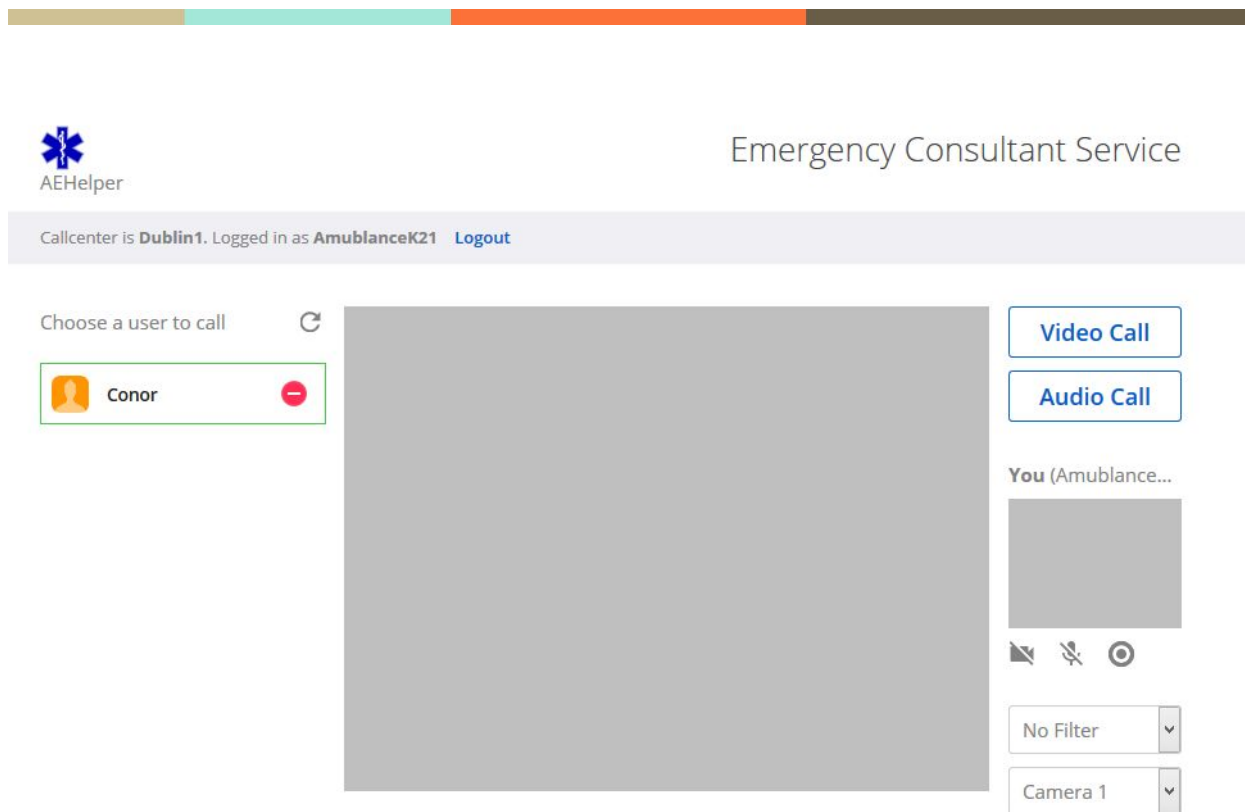 AEHelper
Emergency Consultant Service
Callcenter is Dublin1. Logged in as AmublanceK21 Logout
Choose a user to call
Conor
Video Call
Audio Call
You (Amublance...
No Filter
Camera 1